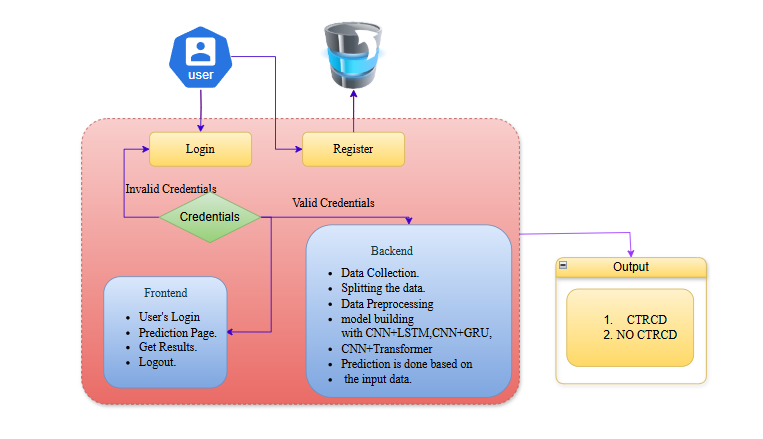 user
Login
Register
Invalid Credentials
Valid Credentials
Credentials
Backend
• Data Collection.
• Splitting the data.
• Data Preprocessing
• model building
with CNN+LSTM,CNN+GRU,
• CNN+Transformer
• Prediction is done based on
• the input data.
Frontend
• User's Login
• Prediction Page.
• Get Results.
• Logout.
Output
1. CTRCD
2. NO CTRCD